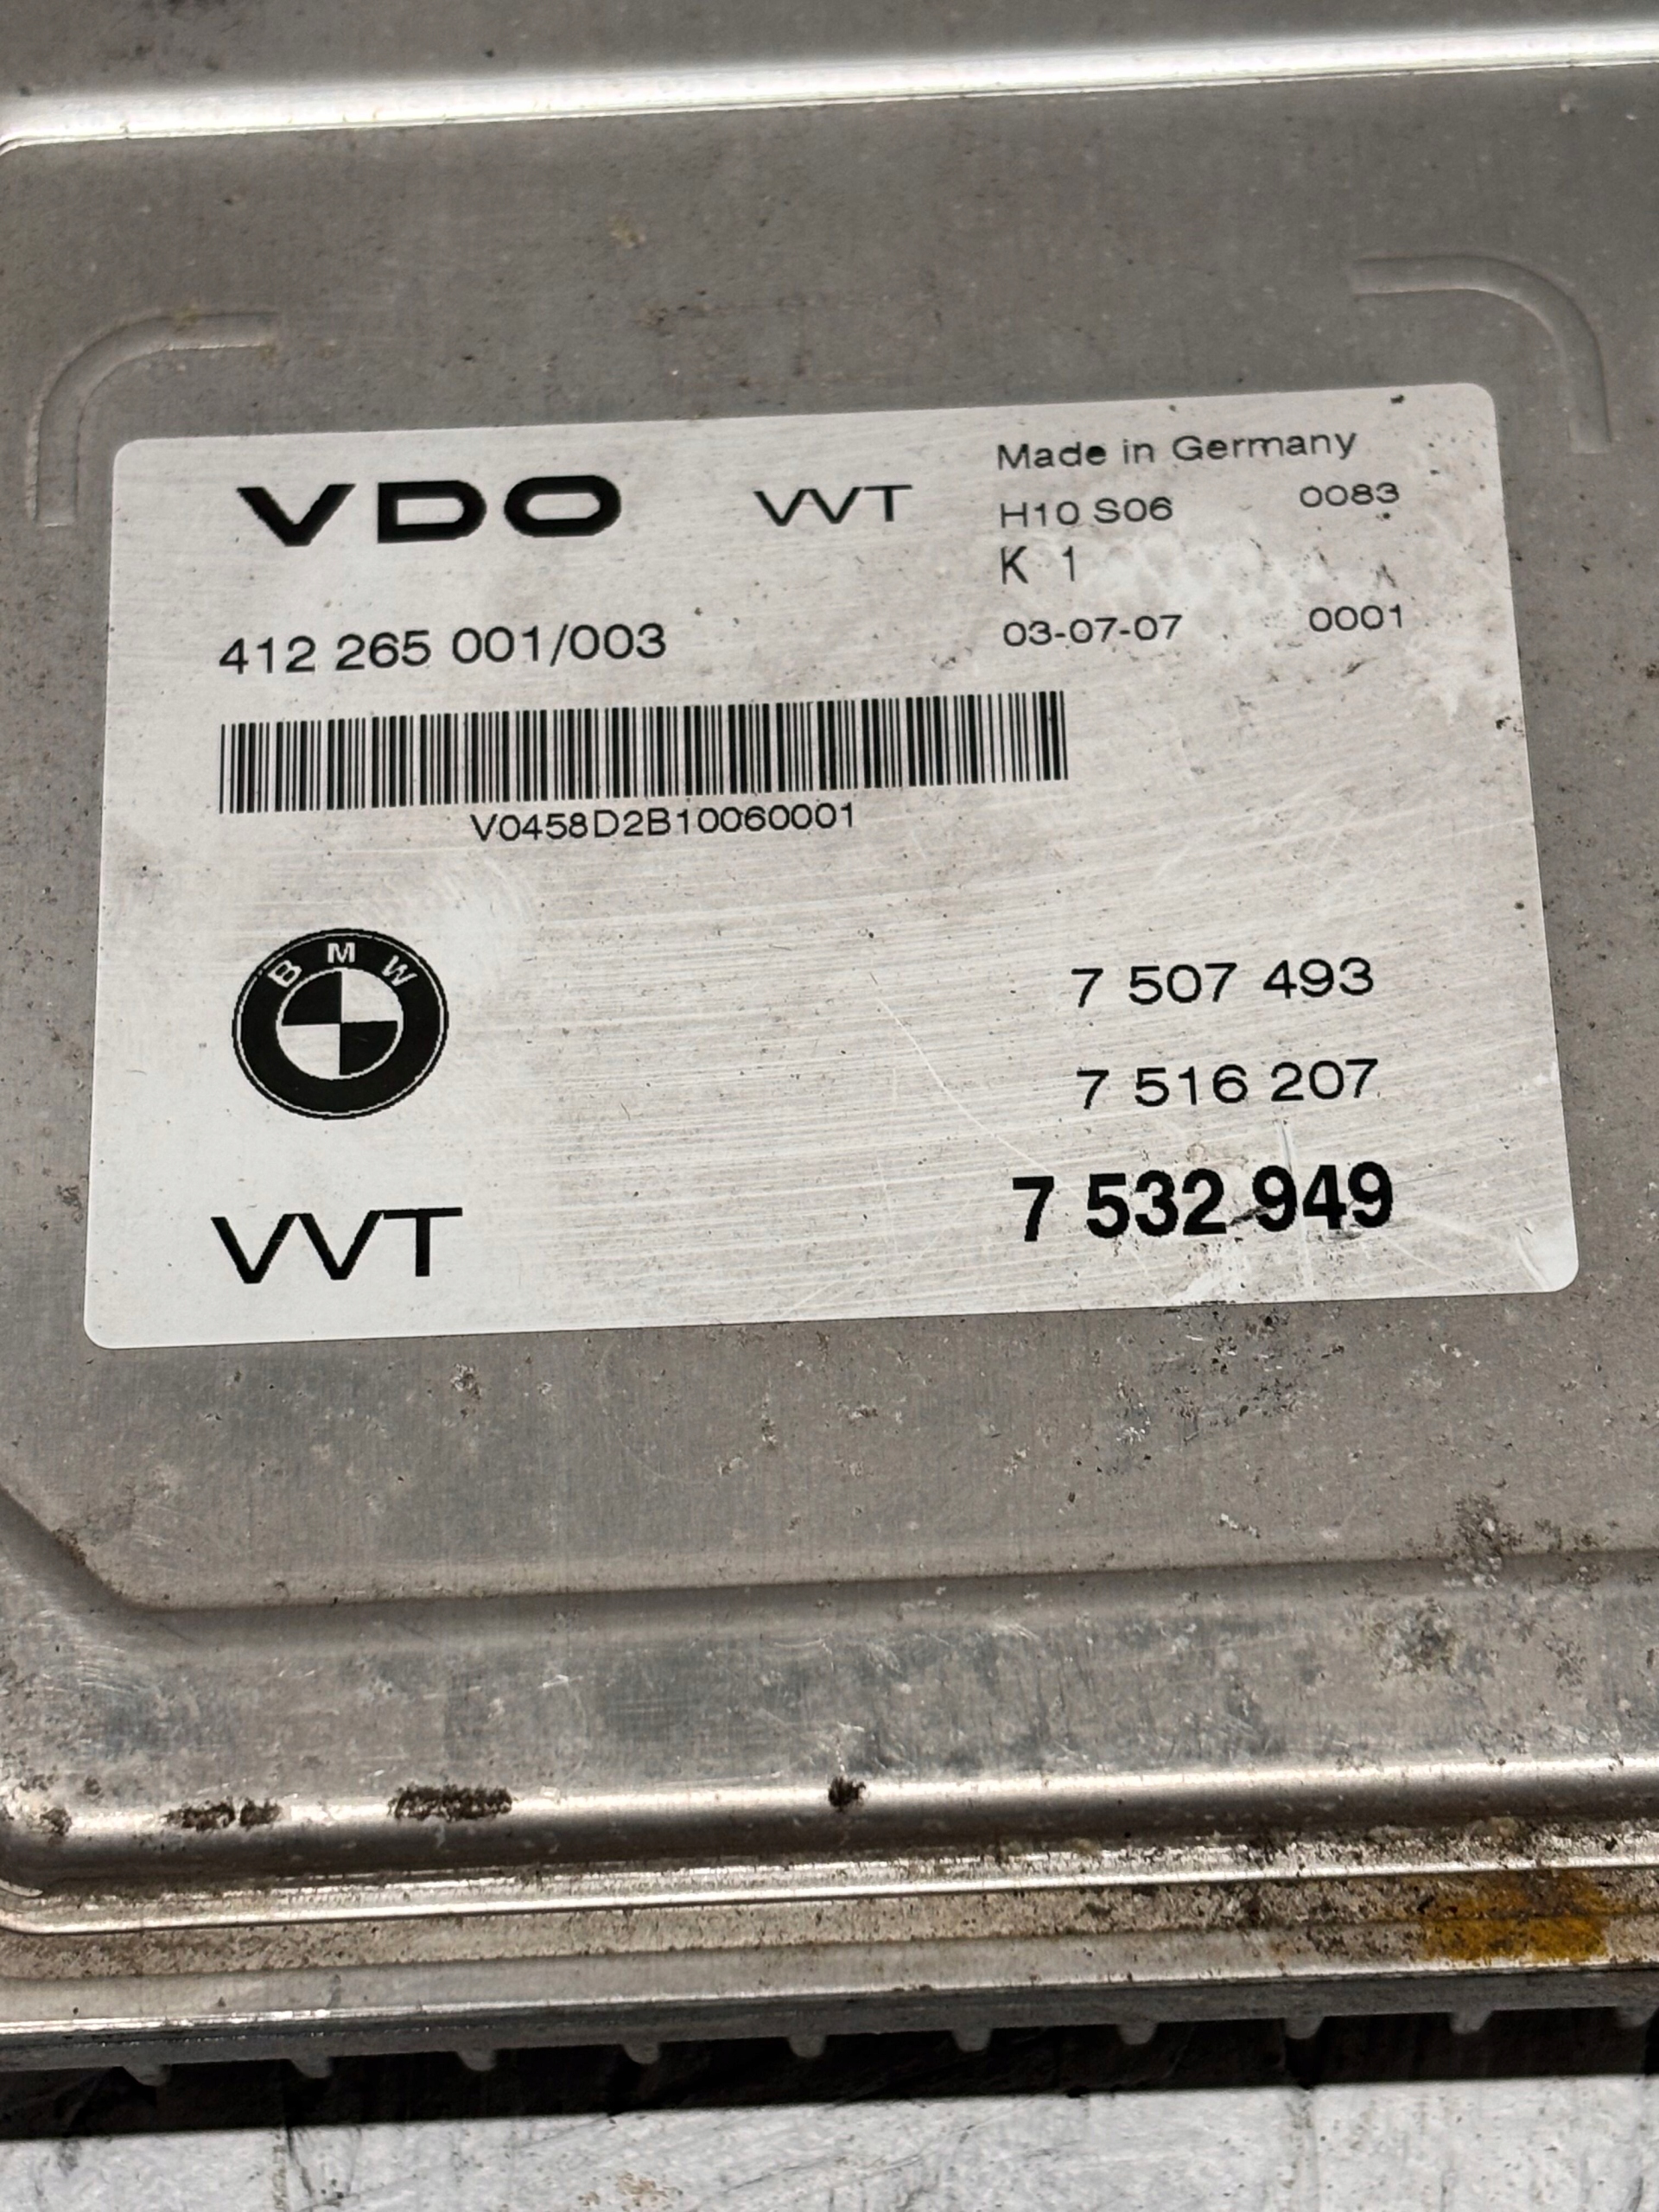 VDO VVT
Made in Germany
H10 S06 0083
K 1
412 265 001/003
03-07-07 0001
V0458D2B10060001
BMW
7 507 493
7 516 207
VVT
7 532 949